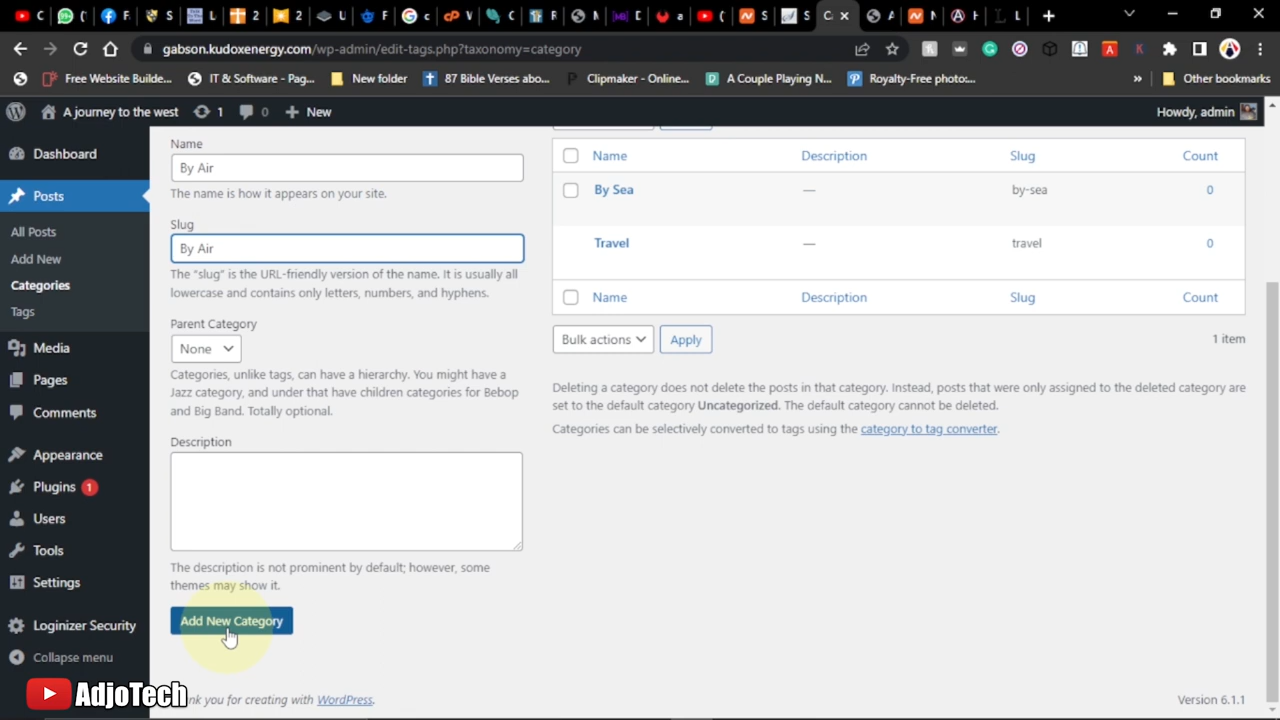 gabson.kudoxenergy.com/wp-admin/edit-tags.php?taxonomy=category
Free Website Builde...
IT & Software - Pag...
New folder
87 Bible Verses abo...
Clipmaker - Online...
A Couple Playing N...
Royalty-Free photo:...
»
Other bookmarks
A journey to the west
1
0
New
Howdy, admin
Dashboard
Posts
All Posts
Add New
Categories
Tags
Media
Pages
Comments
Appearance
Plugins 1
Users
Tools
Settings
Loginizer Security
Collapse menu
Name
By Air
The name is how it appears on your site.
Slug
By Air
The “slug” is the URL-friendly version of the name. It is usually all
lowercase and contains only letters, numbers, and hyphens.
Parent Category
None
Categories, unlike tags, can have a hierarchy. You might have a
Jazz category, and under that have children categories for Bebop
and Big Band. Totally optional.
Description
The description is not prominent by default; however, some
themes may show it.
Add New Category
Name Description Slug Count
By Sea — by-sea 0
Travel — travel 0
Name Description Slug Count
Bulk actions Apply 1 item
Deleting a category does not delete the posts in that category. Instead, posts that were only assigned to the deleted category are
set to the default category Uncategorized. The default category cannot be deleted.
Categories can be selectively converted to tags using the category to tag converter.
AdjoTech
you for creating with WordPress.
Version 6.1.1